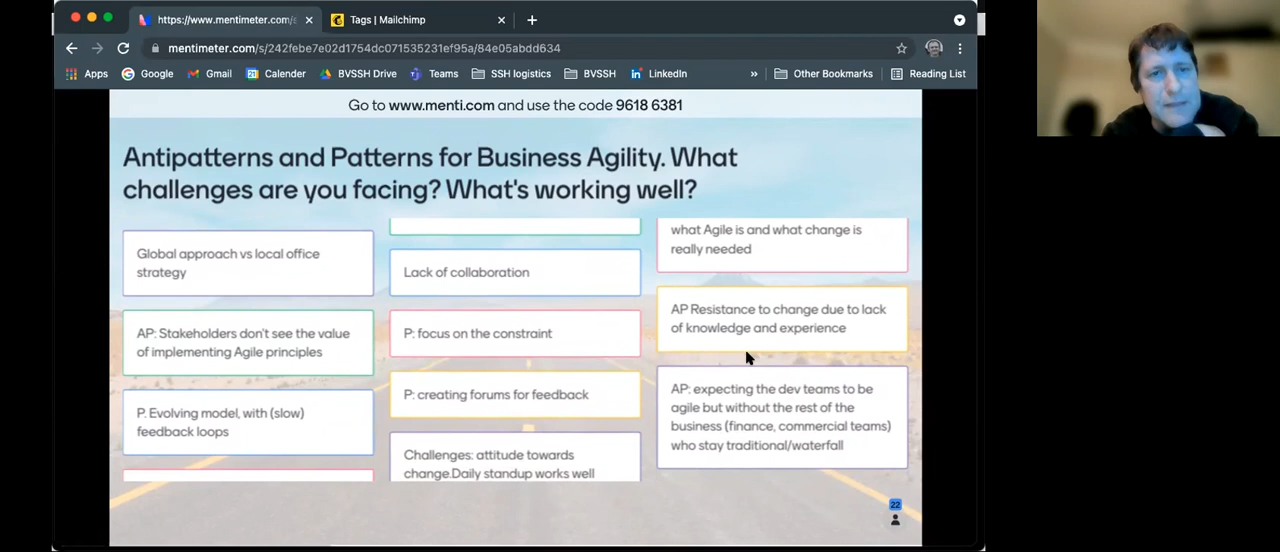 https://www.mentimeter.com/s
Tags | Mailchimp
mentimeter.com/s/242febe7e02d1754dc071535231ef95a/84e05abdd634
Apps
Google
Gmail
Calender
BVSSH Drive
Teams
SSH logistics
BVSSH
LinkedIn
»
Other Bookmarks
Reading List
Go to www.menti.com and use the code 9618 6381
Antipatterns and Patterns for Business Agility. What
challenges are you facing? What's working well?
Global approach vs local office
strategy
AP: Stakeholders don't see the value
of implementing Agile principles
P. Evolving model, with (slow)
feedback loops
Lack of collaboration
P: focus on the constraint
P: creating forums for feedback
Challenges: attitude towards
change.Daily standup works well
what Agile is and what change is
really needed
AP Resistance to change due to lack
of knowledge and experience
AP: expecting the dev teams to be
agile but without the rest of the
business (finance, commercial teams)
who stay traditional/waterfall
22